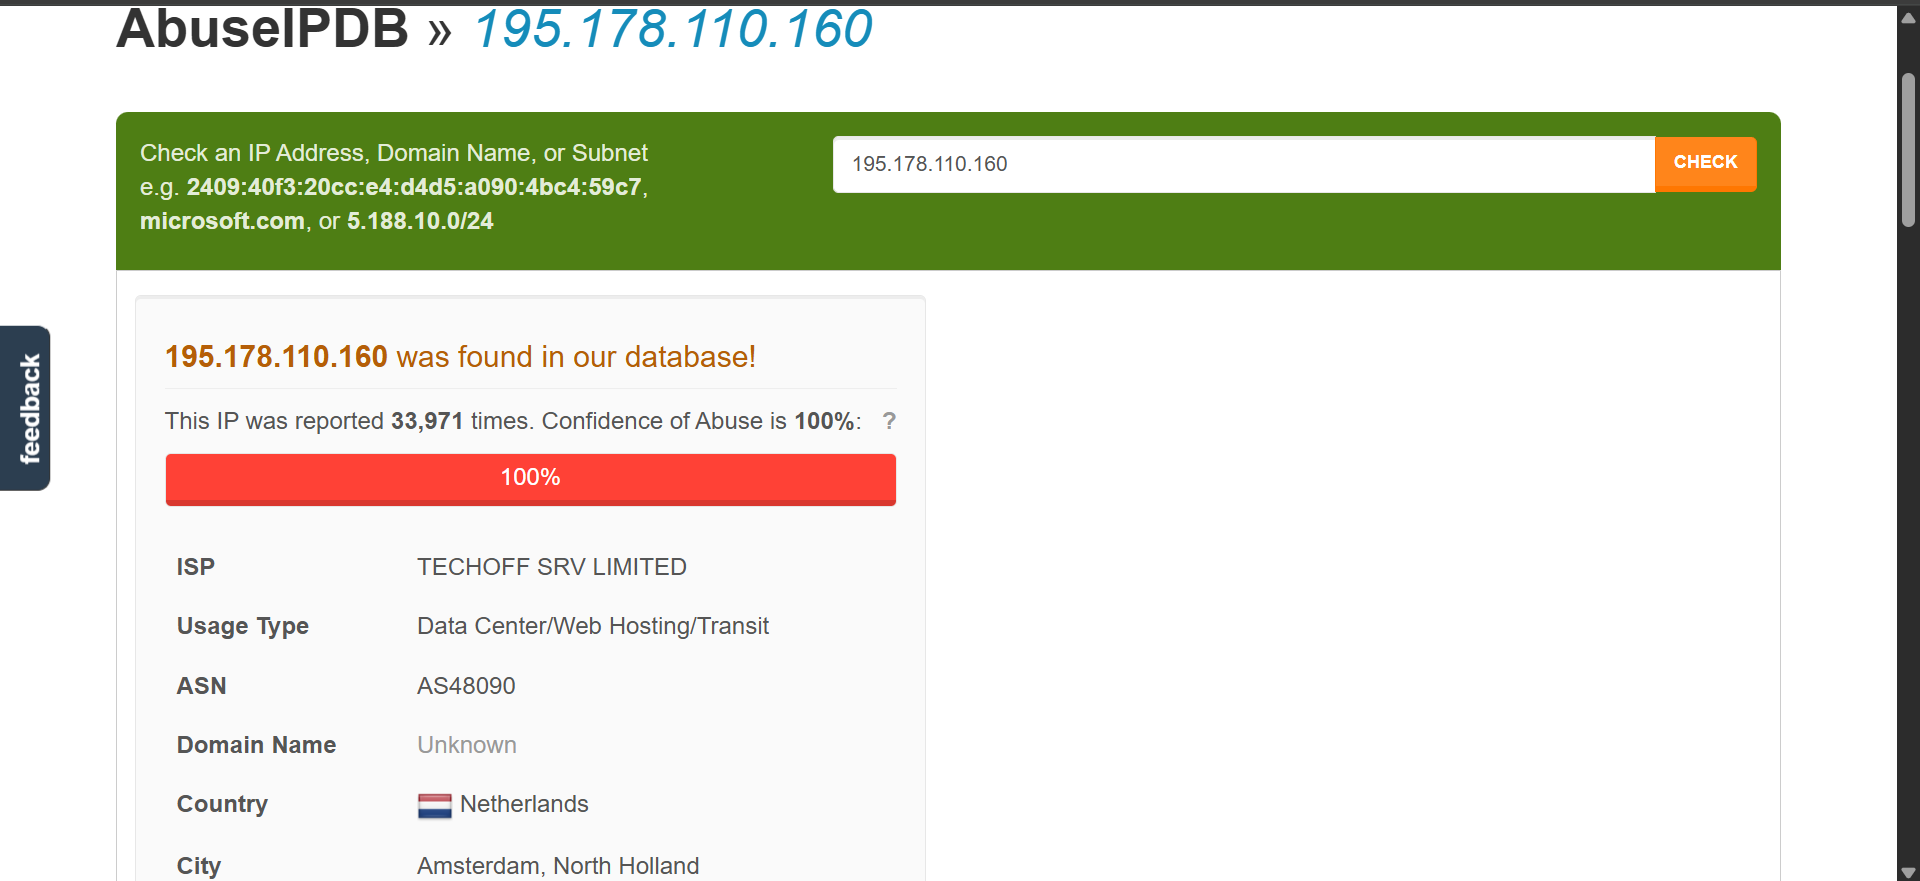 AbuseIPDB » 195.178.110.160
Check an IP Address, Domain Name, or Subnet
e.g. 2409:40f3:20cc:e4:d4d5:a090:4bc4:59c7,
microsoft.com, or 5.188.10.0/24
195.178.110.160
CHECK
feedback
195.178.110.160 was found in our database!
This IP was reported 33,971 times. Confidence of Abuse is 100%: ?
100%
ISP TECHOFF SRV LIMITED
Usage Type Data Center/Web Hosting/Transit
ASN AS48090
Domain Name Unknown
Country Netherlands
City Amsterdam, North Holland